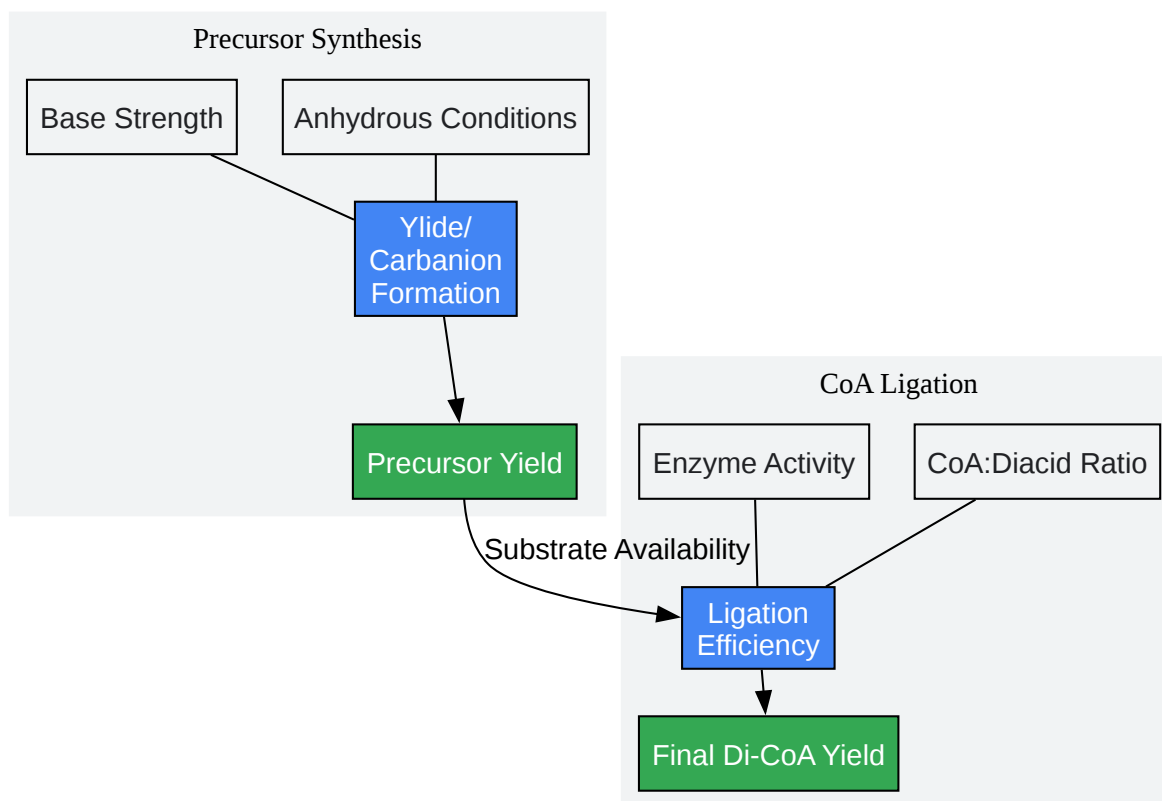 Precursor Synthesis
Base Strength
Anhydrous Conditions
Ylide/
Carbanion
Formation
Precursor Yield
CoA Ligation
Enzyme Activity
CoA:Diacid Ratio
Substrate Availability
Ligation
Efficiency
Final Di-CoA Yield